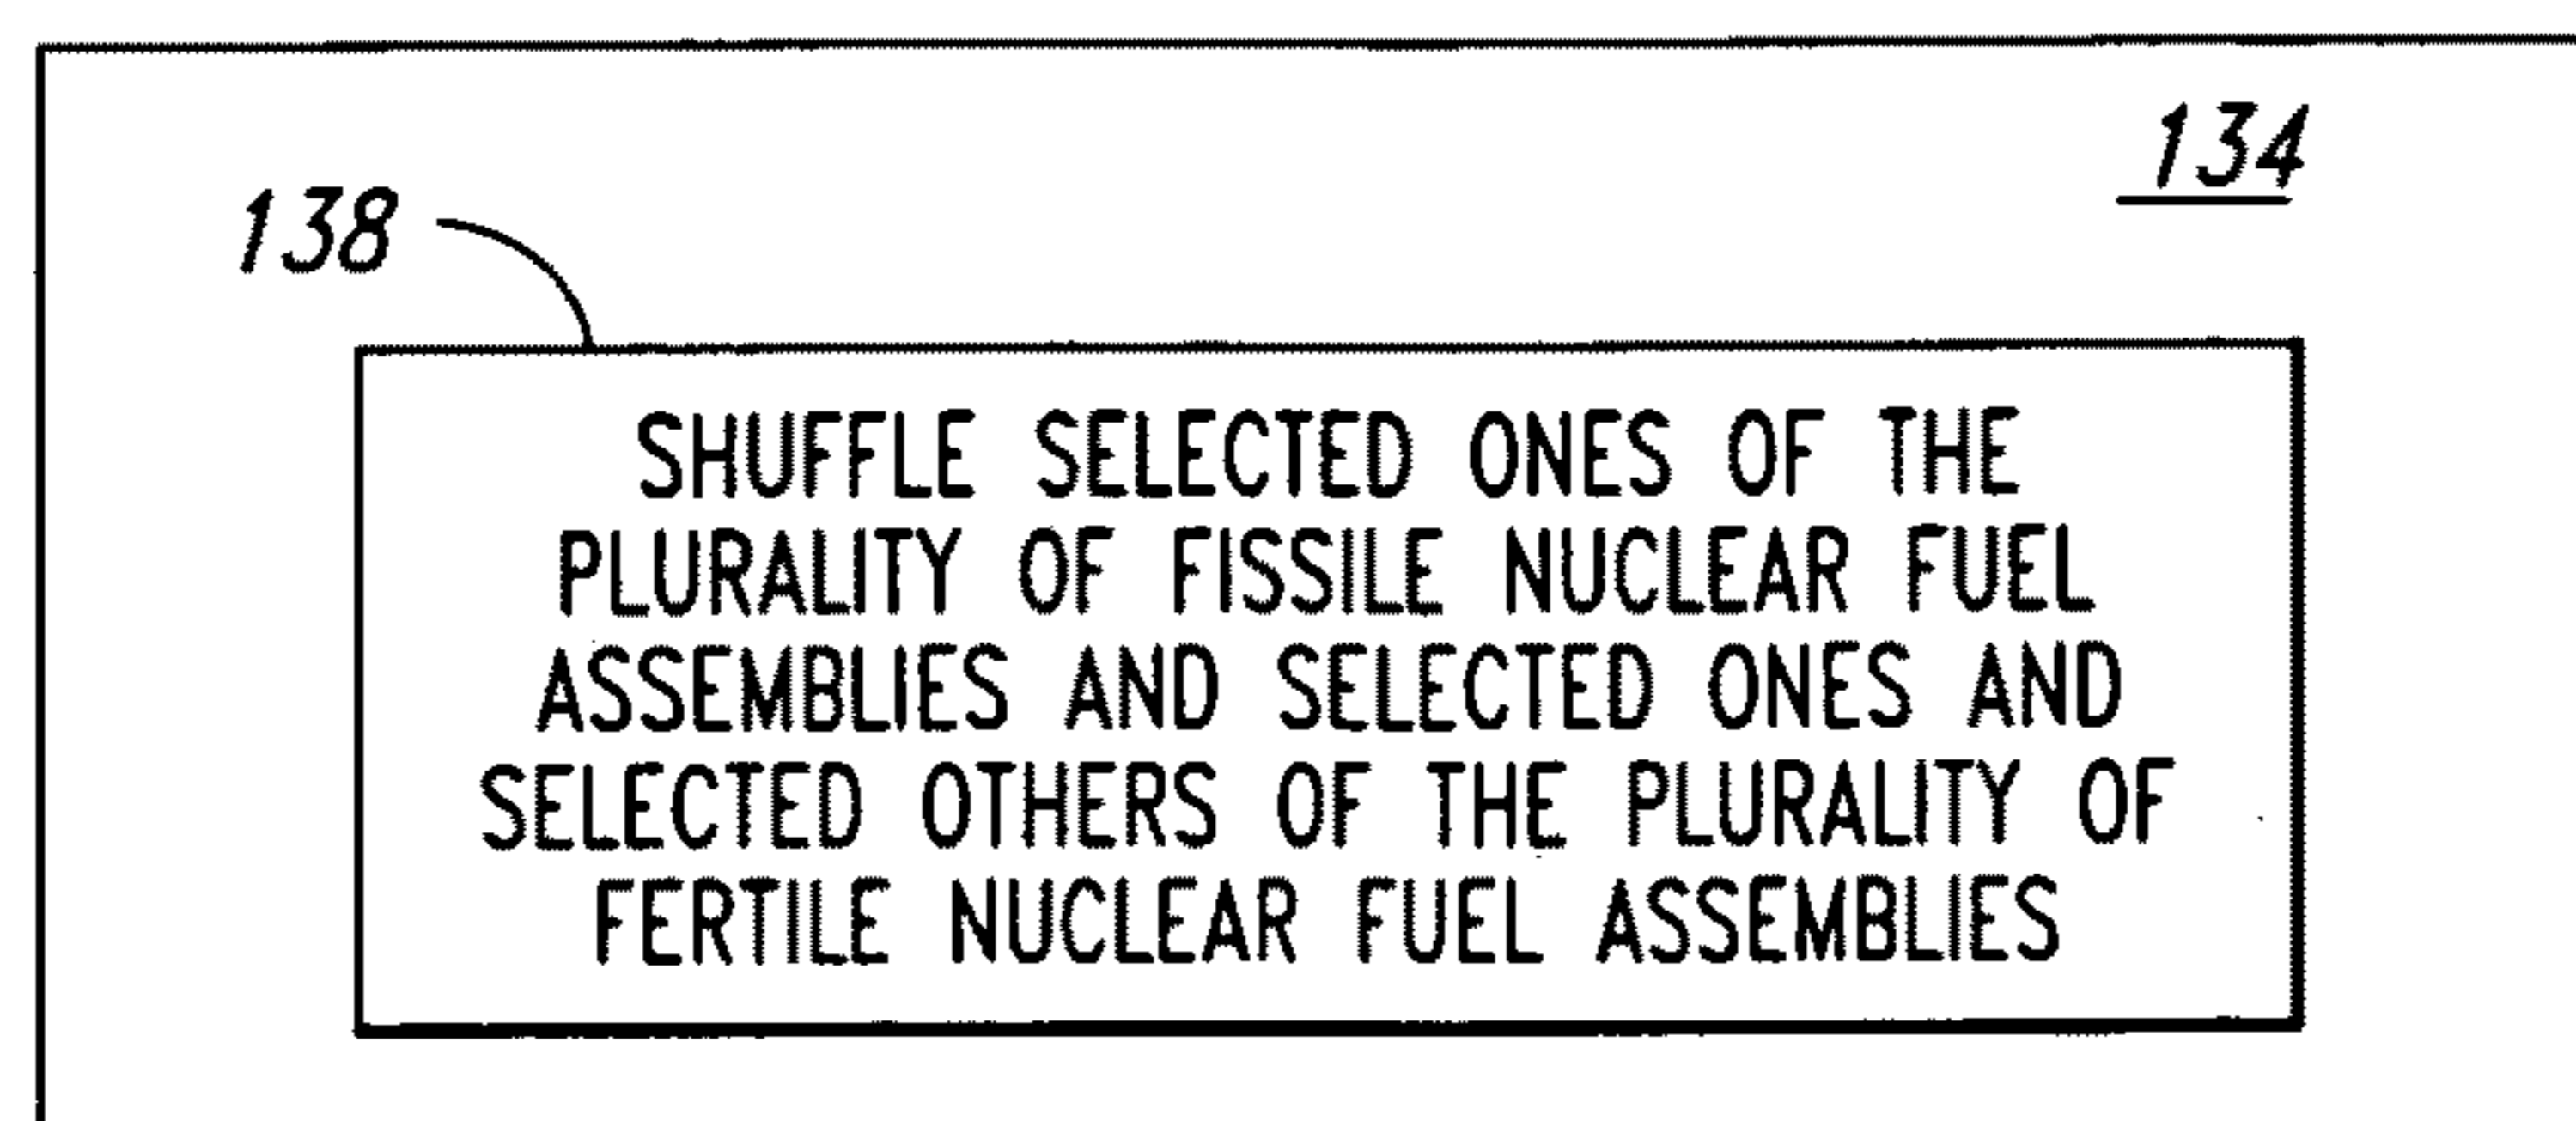 134
138
SHUFFLE SELECTED ONES OF THE
PLURALITY OF FISSILE NUCLEAR FUEL
ASSEMBLIES AND SELECTED ONES AND
SELECTED OTHERS OF THE PLURALITY OF
FERTILE NUCLEAR FUEL ASSEMBLIES